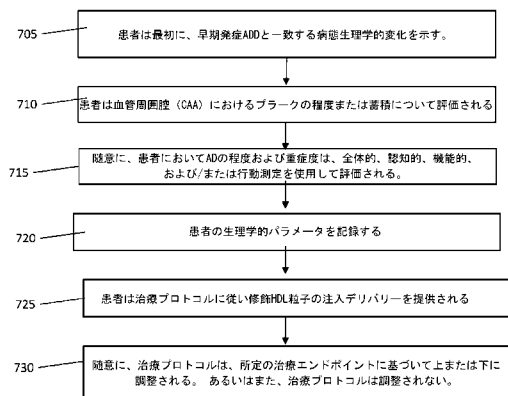 705
患者は最初に、早期発症ADDと一致する病態生理学的変化を示す。
710
患者は血管周囲腔（CAA）におけるプラークの程度または蓄積について評価される
715
随意に、患者においてADの程度および重症度は、全体的、認知的、機能的、
および/または行動測定を使用して評価される。
720
患者の生理学的パラメータを記録する
725
患者は治療プロトコルに従い修飾HDL粒子の注入デリバリーを提供される
730
随意に、治療プロトコルは、所定の治療エンドポイントに基づいて上または下に
調整される。 あるいはまた、治療プロトコルは調整されない。